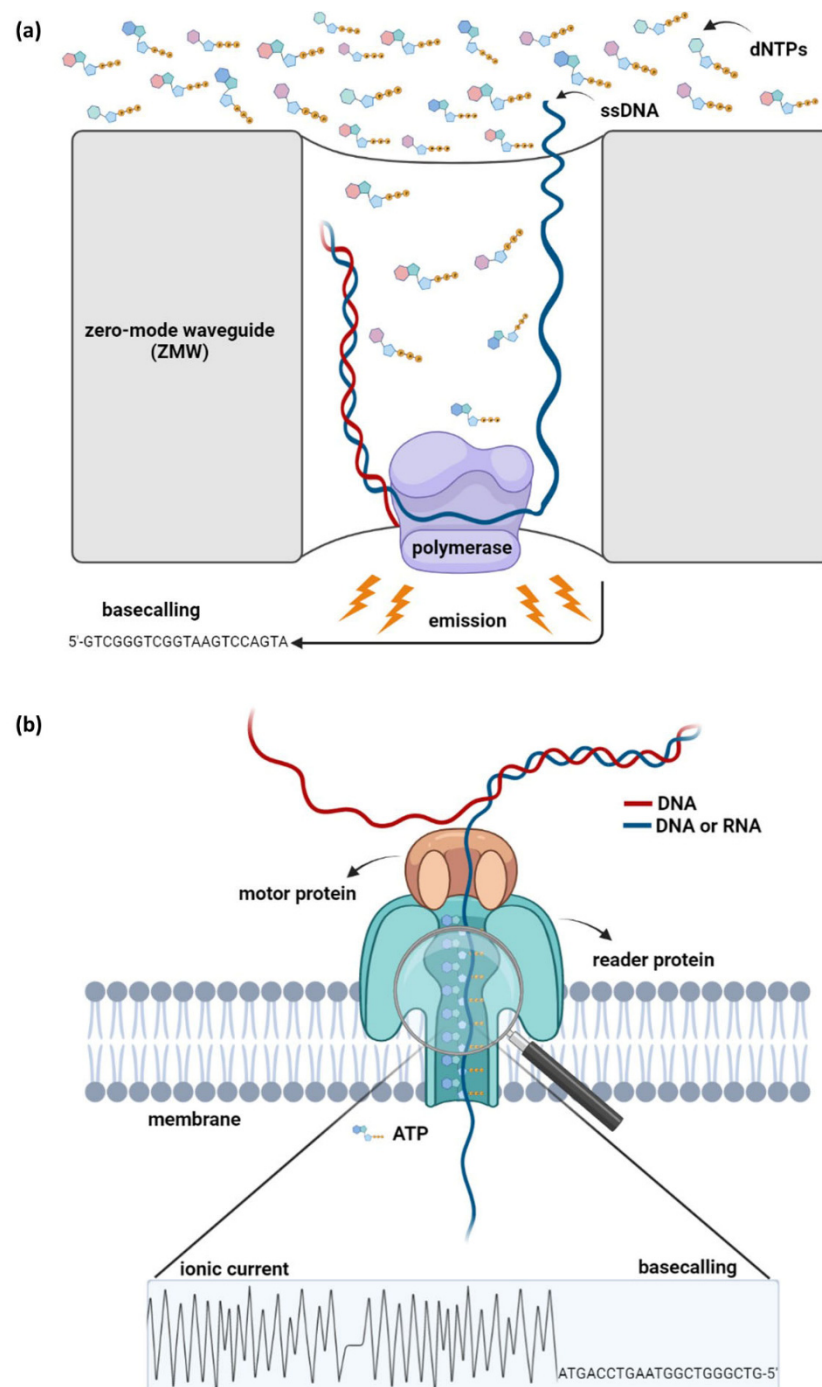 (a)
dNTPs
ssDNA
zero-mode waveguide
(ZMW)
polymerase
basecalling
emission
5'-GTCGGGTCGGTAAGTCCAGTA
(b)
DNA
DNA or RNA
motor protein
reader protein
membrane
ATP
ionic current
basecalling
ATGACCTGAATGGCTGGGCTG-5'